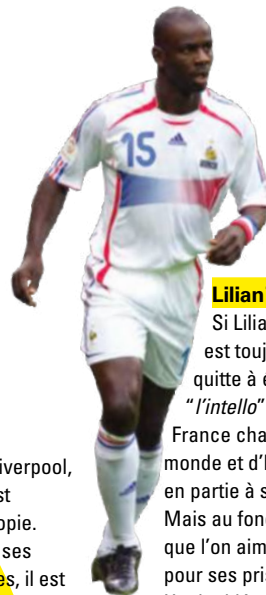 15
iverpool,
st
opie.
ses
es, il est
Lilian
Si Lilia
est touj
quitte à é
“l'intello”
France cha
monde et d'
en partie à s
Mais au fon
que l'on aim
pour ses pri